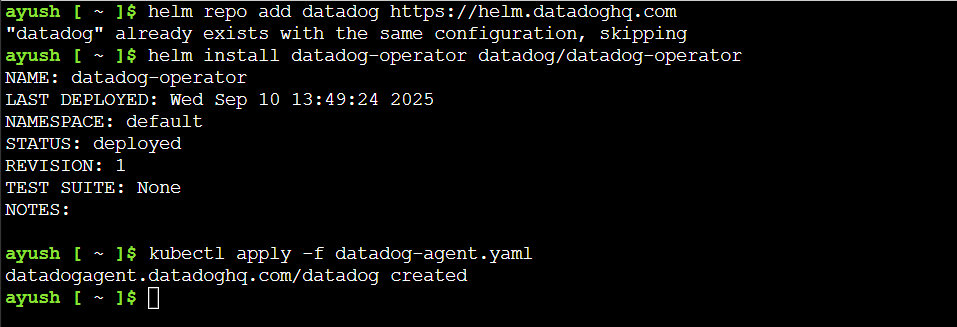 ayush [ ~ ]$ helm repo add datadog https://helm.datadoghq.com
"datadog" already exists with the same configuration, skipping
ayush [ ~ ]$ helm install datadog-operator datadog/datadog-operator
NAME: datadog-operator
LAST DEPLOYED: Wed Sep 10 13:49:24 2025
NAMESPACE: default
STATUS: deployed
REVISION: 1
TEST SUITE: None
NOTES:
ayush [ ~ ]$ kubectl apply -f datadog-agent.yaml
datadogagent.datadoghq.com/datadog created
ayush [ ~ ]$